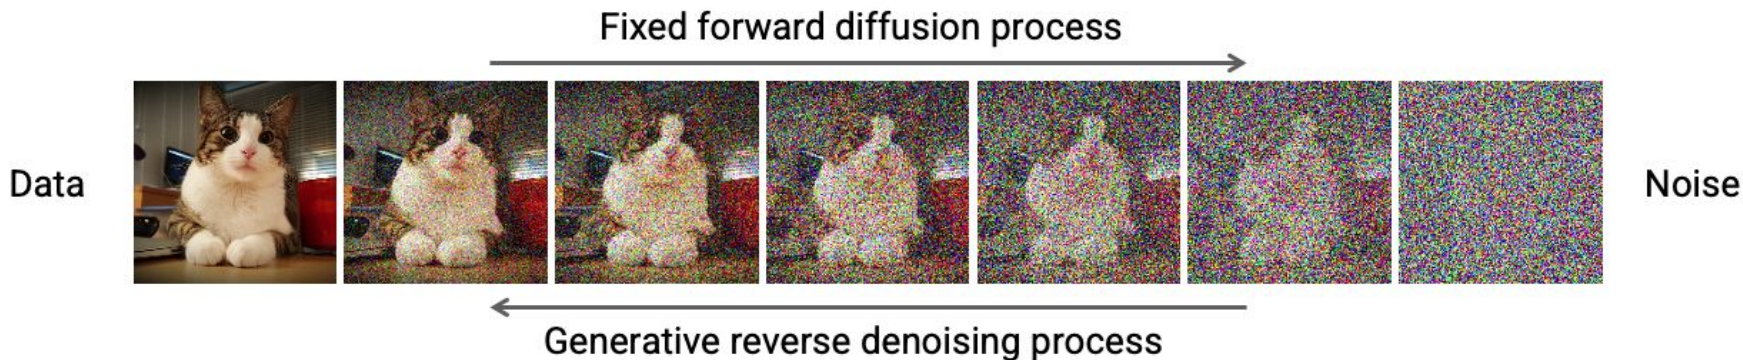 Fixed forward diffusion process
Data
Noise
Generative reverse denoising process